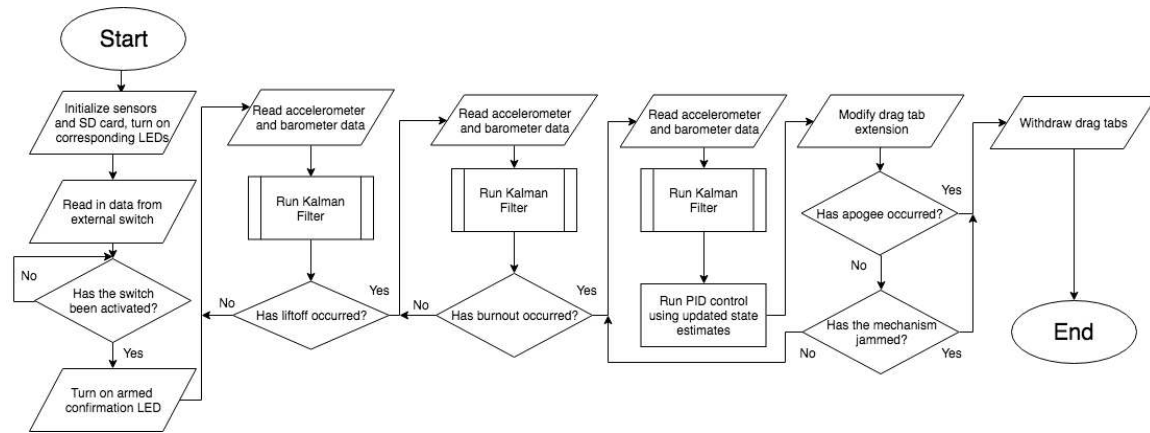 Start
Initialize sensors
and SD card, turn on
corresponding LEDs
Read in data from
external switch
No
Has the switch
been activated?
Yes
Turn on armed
confirmation LED
Read accelerometer
and barometer data
Run Kalman
Filter
No
Has liftoff occurred?
Yes
Read accelerometer
and barometer data
Run Kalman
Filter
No
Has burnout occurred?
Yes
Read accelerometer
and barometer data
Run Kalman
Filter
Run PID control
using updated state
estimates
Modify drag tab
extension
Has apogee occurred?
Yes
No
Has the mechanism
jammed?
No
Yes
Withdraw drag tabs
End